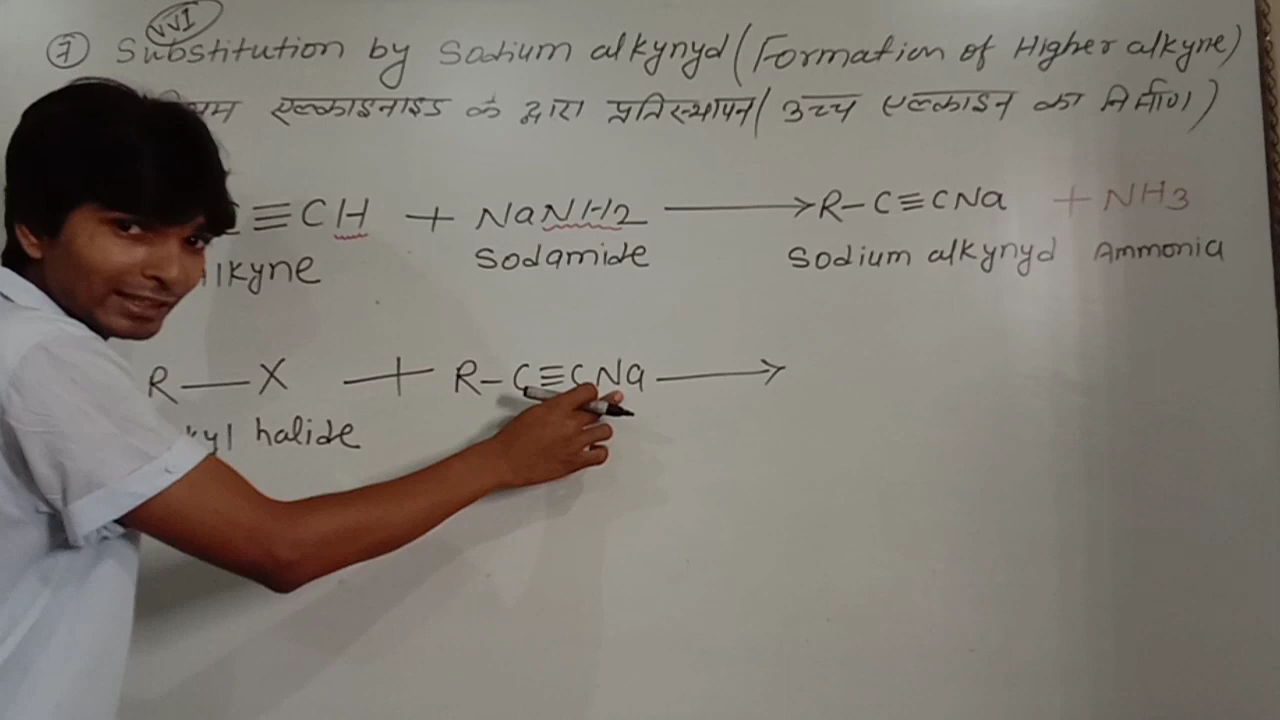 VVI
⑦ Substitution by Sodium alkynyd (Formation of Higher alkyne)
एल्काइनाइड के द्वारा प्रतिस्थापन (उच्च एल्काइन का निर्माण)
≡CH + NaNH2 ⟶ R-C≡CNa + NH3
lkyne Sodamide Sodium alkynyd Ammonia
R—X + R-C≡CNa ⟶
kyl halide